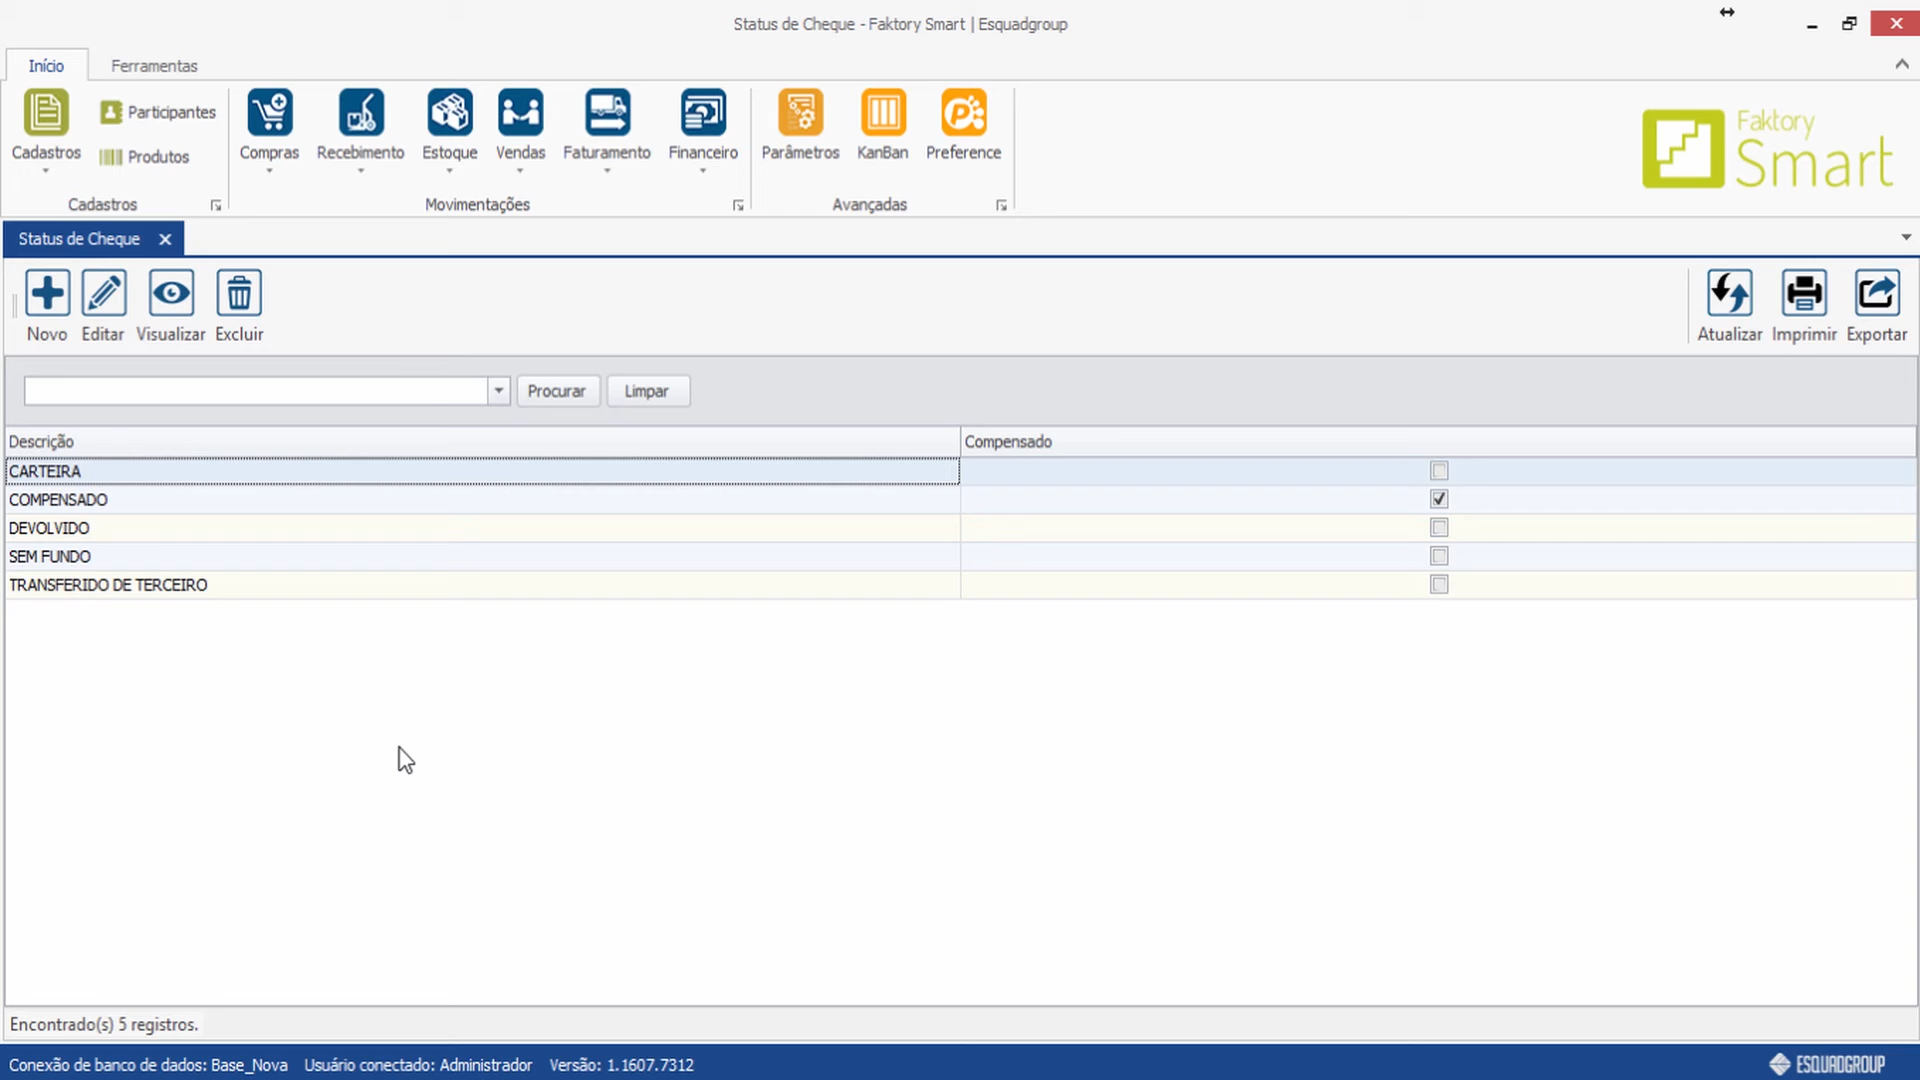 Status de Cheque - Faktory Smart | Esquadgroup
Início Ferramentas
Cadastros Participantes Produtos Compras Recebimento Estoque Vendas Faturamento Financeiro Parâmetros KanBan Preference
Cadastros Movimentações Avançadas
Faktory
Smart
Status de Cheque
Novo Editar Visualizar Excluir Atualizar Imprimir Exportar
Procurar Limpar
Descrição Compensado
CARTEIRA
COMPENSADO
DEVOLVIDO
SEM FUNDO
TRANSFERIDO DE TERCEIRO
Encontrado(s) 5 registros.
Conexão de banco de dados: Base_Nova Usuário conectado: Administrador Versão: 1.1607.7312 ESQUADGROUP